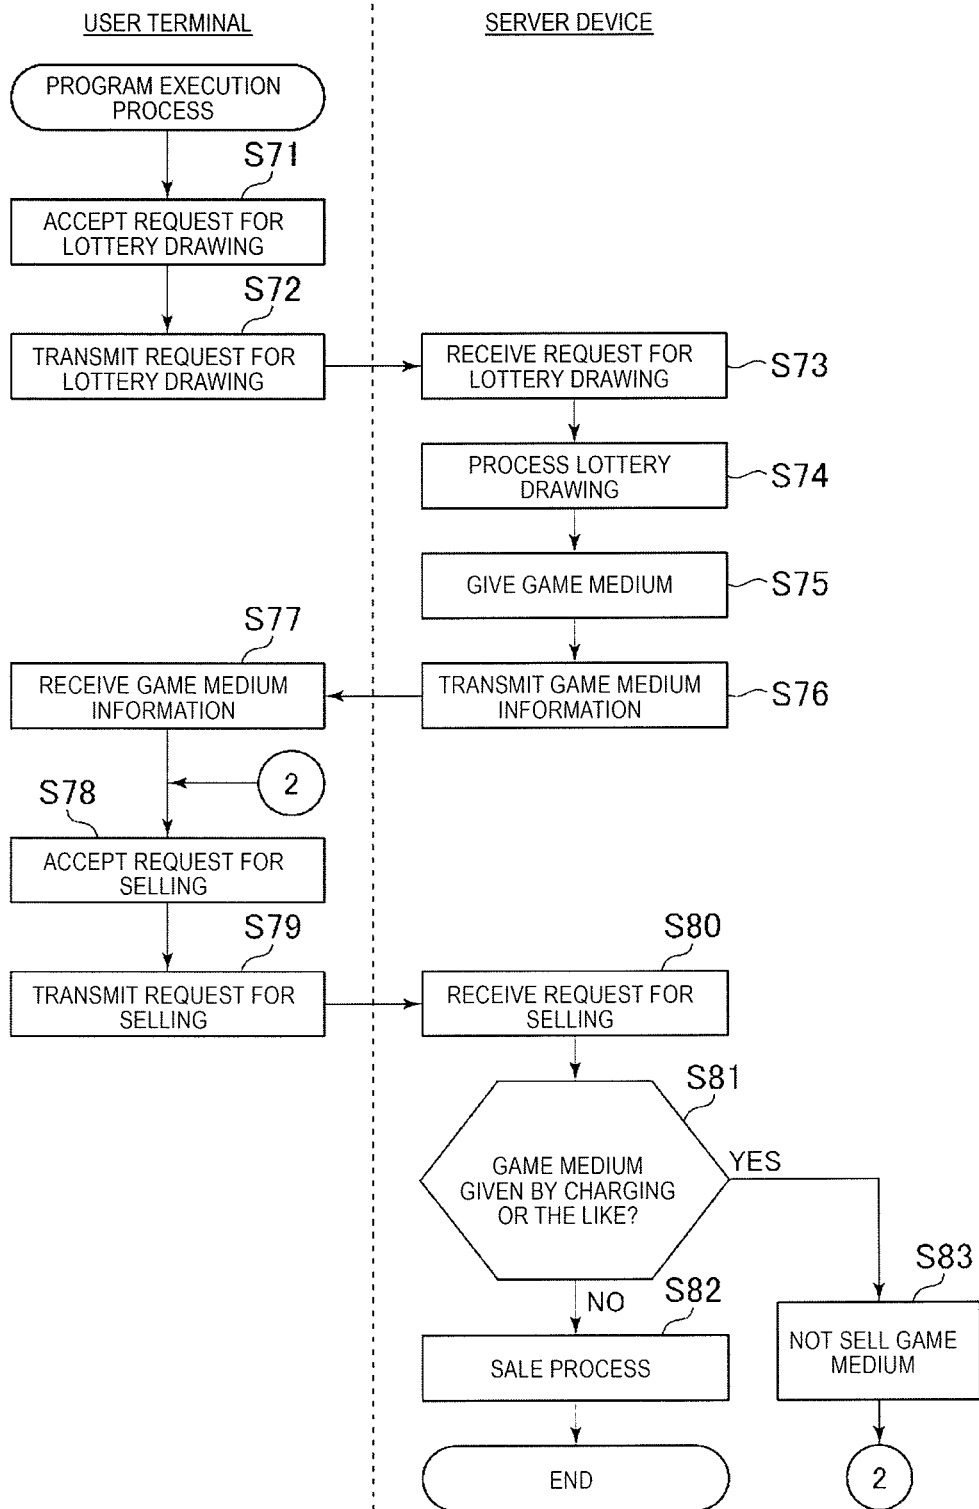 USER TERMINAL
SERVER DEVICE
PROGRAM EXECUTION
PROCESS
S71
ACCEPT REQUEST FOR
LOTTERY DRAWING
S72
TRANSMIT REQUEST FOR
LOTTERY DRAWING
RECEIVE REQUEST FOR
LOTTERY DRAWING
S73
PROCESS LOTTERY
DRAWING
S74
GIVE GAME MEDIUM
S75
TRANSMIT GAME MEDIUM
INFORMATION
S76
S77
RECEIVE GAME MEDIUM
INFORMATION
2
S78
ACCEPT REQUEST FOR
SELLING
S79
TRANSMIT REQUEST FOR
SELLING
S80
RECEIVE REQUEST FOR
SELLING
S81
GAME MEDIUM
GIVEN BY CHARGING
OR THE LIKE?
YES
NO
S82
SALE PROCESS
END
S83
NOT SELL GAME
MEDIUM
2